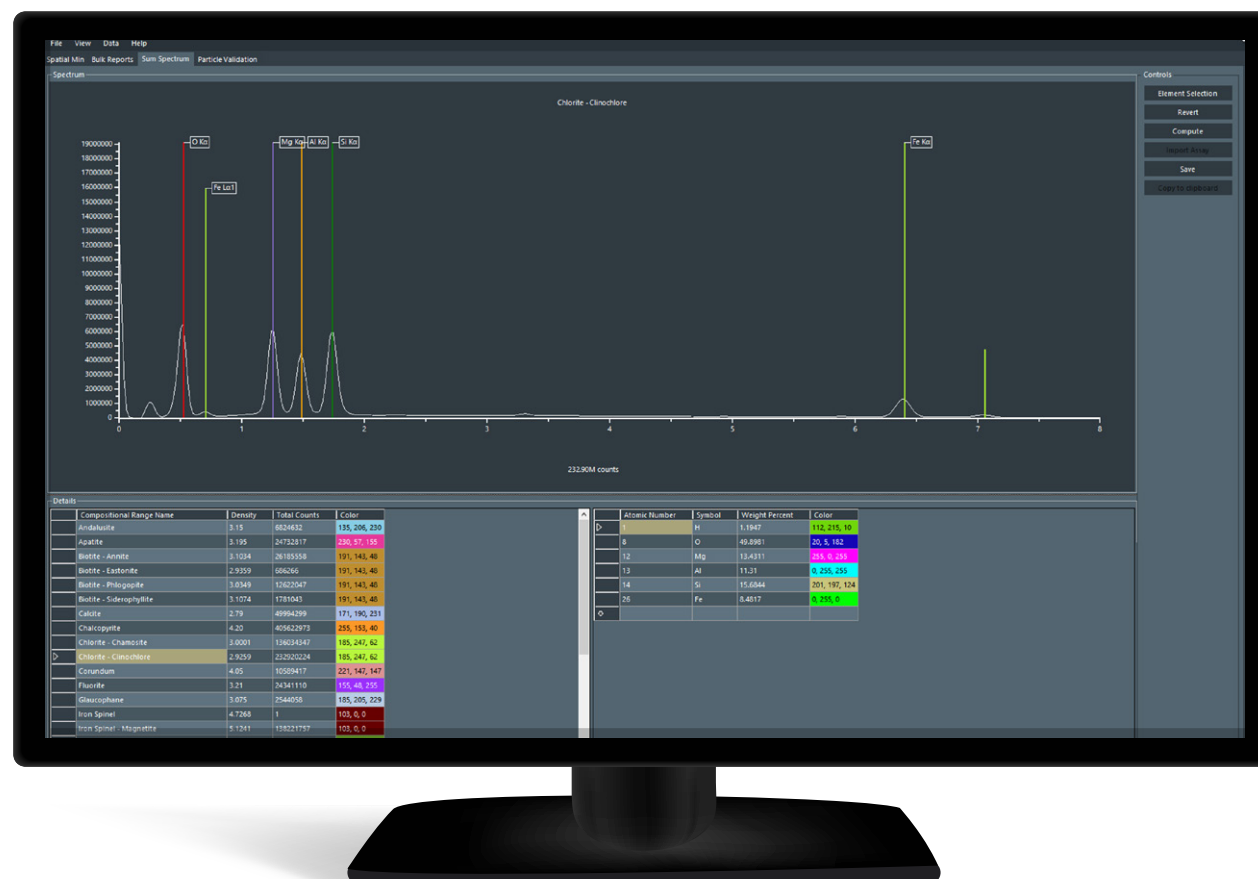 File View Data Help
Spatial Min Bulk Reports Sum Spectrum Particle Validation
Spectrum
Controls
Chlorite - Clinochlore
Element Selection
Revert
Compute
Import Array
Save
Copy to clipboard
O Kα Mg Kα Al Kα Si Kα Fe Kα
Fe Lα1
19000000
18000000
17000000
16000000
15000000
14000000
13000000
12000000
11000000
10000000
9000000
8000000
7000000
6000000
5000000
4000000
3000000
2000000
1000000
0
0 1 2 3 4 5 6 7 8
232.90M counts
Details
Compositional Range Name Density Total Counts Color
Andalusite 3.15 6824632 135, 206, 230
Apatite 3.195 24732817 230, 57, 155
Biotite - Annite 3.1034 26185558 191, 143, 48
Biotite - Eastonite 2.9359 686266 191, 143, 48
Biotite - Phlogopite 3.0349 12622047 191, 143, 48
Biotite - Siderophyllite 3.1074 1781043 191, 143, 48
Calcite 2.79 49994299 171, 190, 231
Chalcopyrite 4.20 405622973 255, 153, 40
Chlorite - Chamosite 3.0001 136034347 185, 247, 62
Chlorite - Clinochlore 2.9259 232920224 185, 247, 62
Corundum 4.05 10589417 221, 147, 147
Fluorite 3.21 24341110 155, 48, 255
Glaucophane 3.075 2544058 185, 205, 229
Iron Spinel 4.7268 1 103, 0, 0
Iron Spinel - Magnetite 5.1241 138221757 103, 0, 0
Atomic Number Symbol Weight Percent Color
1 H 1.1947 112, 215, 10
8 O 49.8981 20, 5, 182
12 Mg 13.4311 255, 0, 255
13 Al 11.31 0, 255, 255
14 Si 15.6844 201, 197, 124
26 Fe 8.4817 0, 255, 0